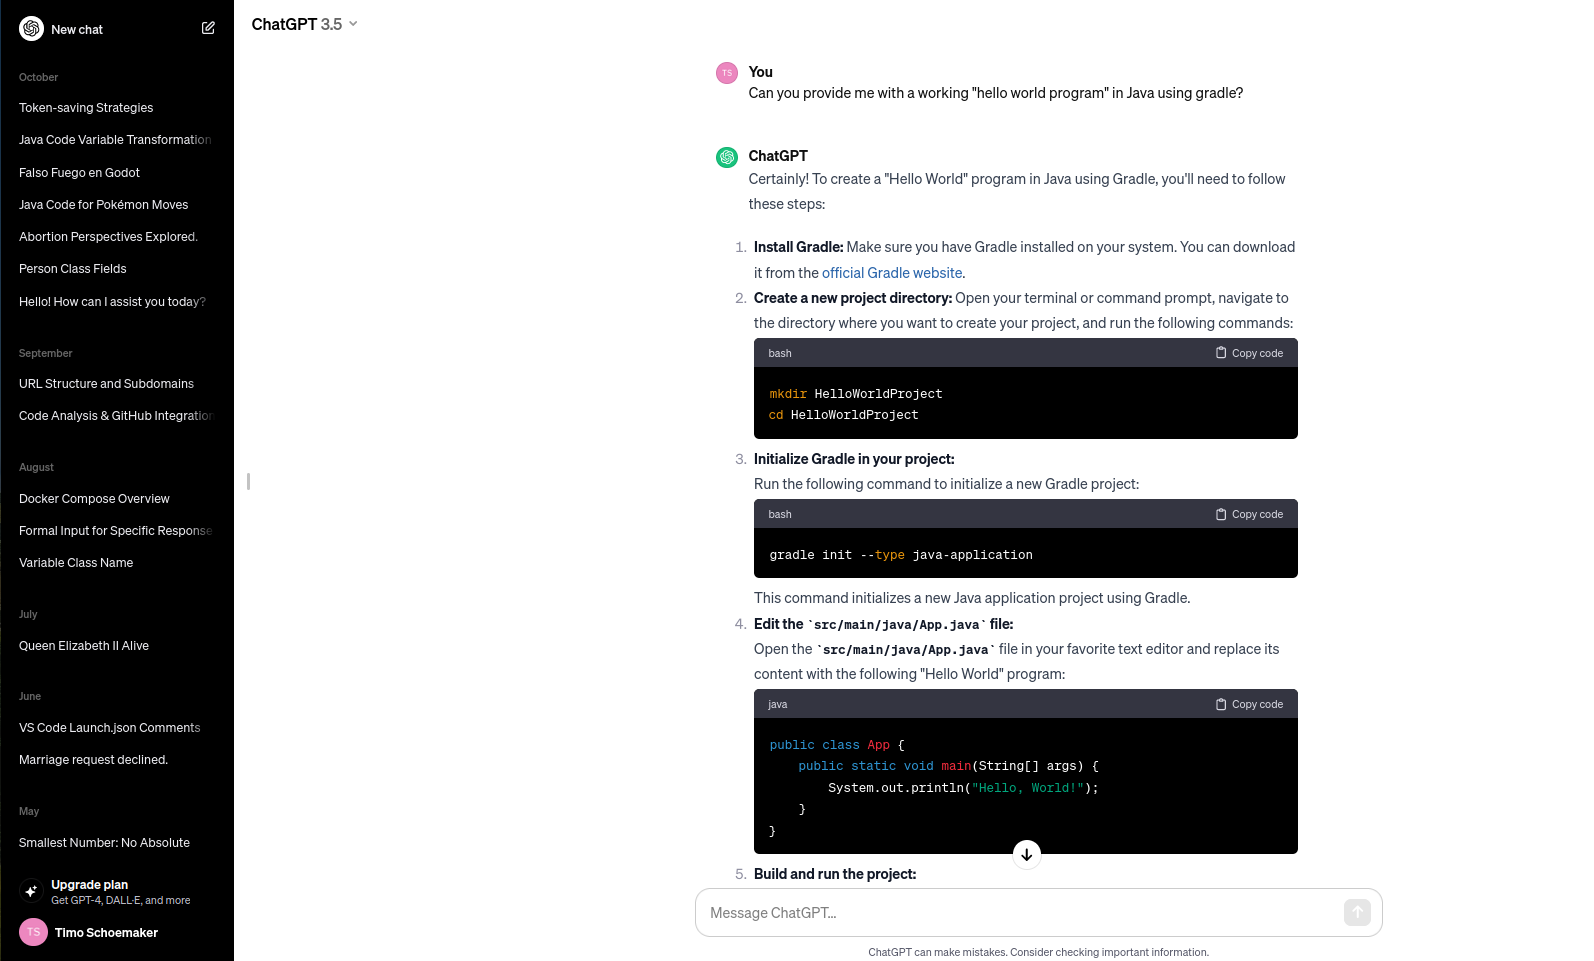 New chat
October
Token-saving Strategies
Java Code Variable Transformation
Falso Fuego en Godot
Java Code for Pokémon Moves
Abortion Perspectives Explored.
Person Class Fields
Hello! How can I assist you today?
September
URL Structure and Subdomains
Code Analysis & GitHub Integration
August
Docker Compose Overview
Formal Input for Specific Response
Variable Class Name
July
Queen Elizabeth II Alive
June
VS Code Launch.json Comments
Marriage request declined.
May
Smallest Number: No Absolute
Upgrade plan
Get GPT-4, DALL·E, and more
TS Timo Schoemaker
ChatGPT 3.5
TS You
Can you provide me with a working "hello world program" in Java using gradle?
ChatGPT
Certainly! To create a "Hello World" program in Java using Gradle, you'll need to follow
these steps:
1. Install Gradle: Make sure you have Gradle installed on your system. You can download
it from the official Gradle website.
2. Create a new project directory: Open your terminal or command prompt, navigate to
the directory where you want to create your project, and run the following commands:
bash Copy code
mkdir HelloWorldProject
cd HelloWorldProject
3. Initialize Gradle in your project:
Run the following command to initialize a new Gradle project:
bash Copy code
gradle init --type java-application
This command initializes a new Java application project using Gradle.
4. Edit the `src/main/java/App.java` file:
Open the `src/main/java/App.java` file in your favorite text editor and replace its
content with the following "Hello World" program:
java Copy code
public class App {
public static void main(String[] args) {
System.out.println("Hello, World!");
}
}
5. Build and run the project:
Message ChatGPT...
ChatGPT can make mistakes. Consider checking important information.